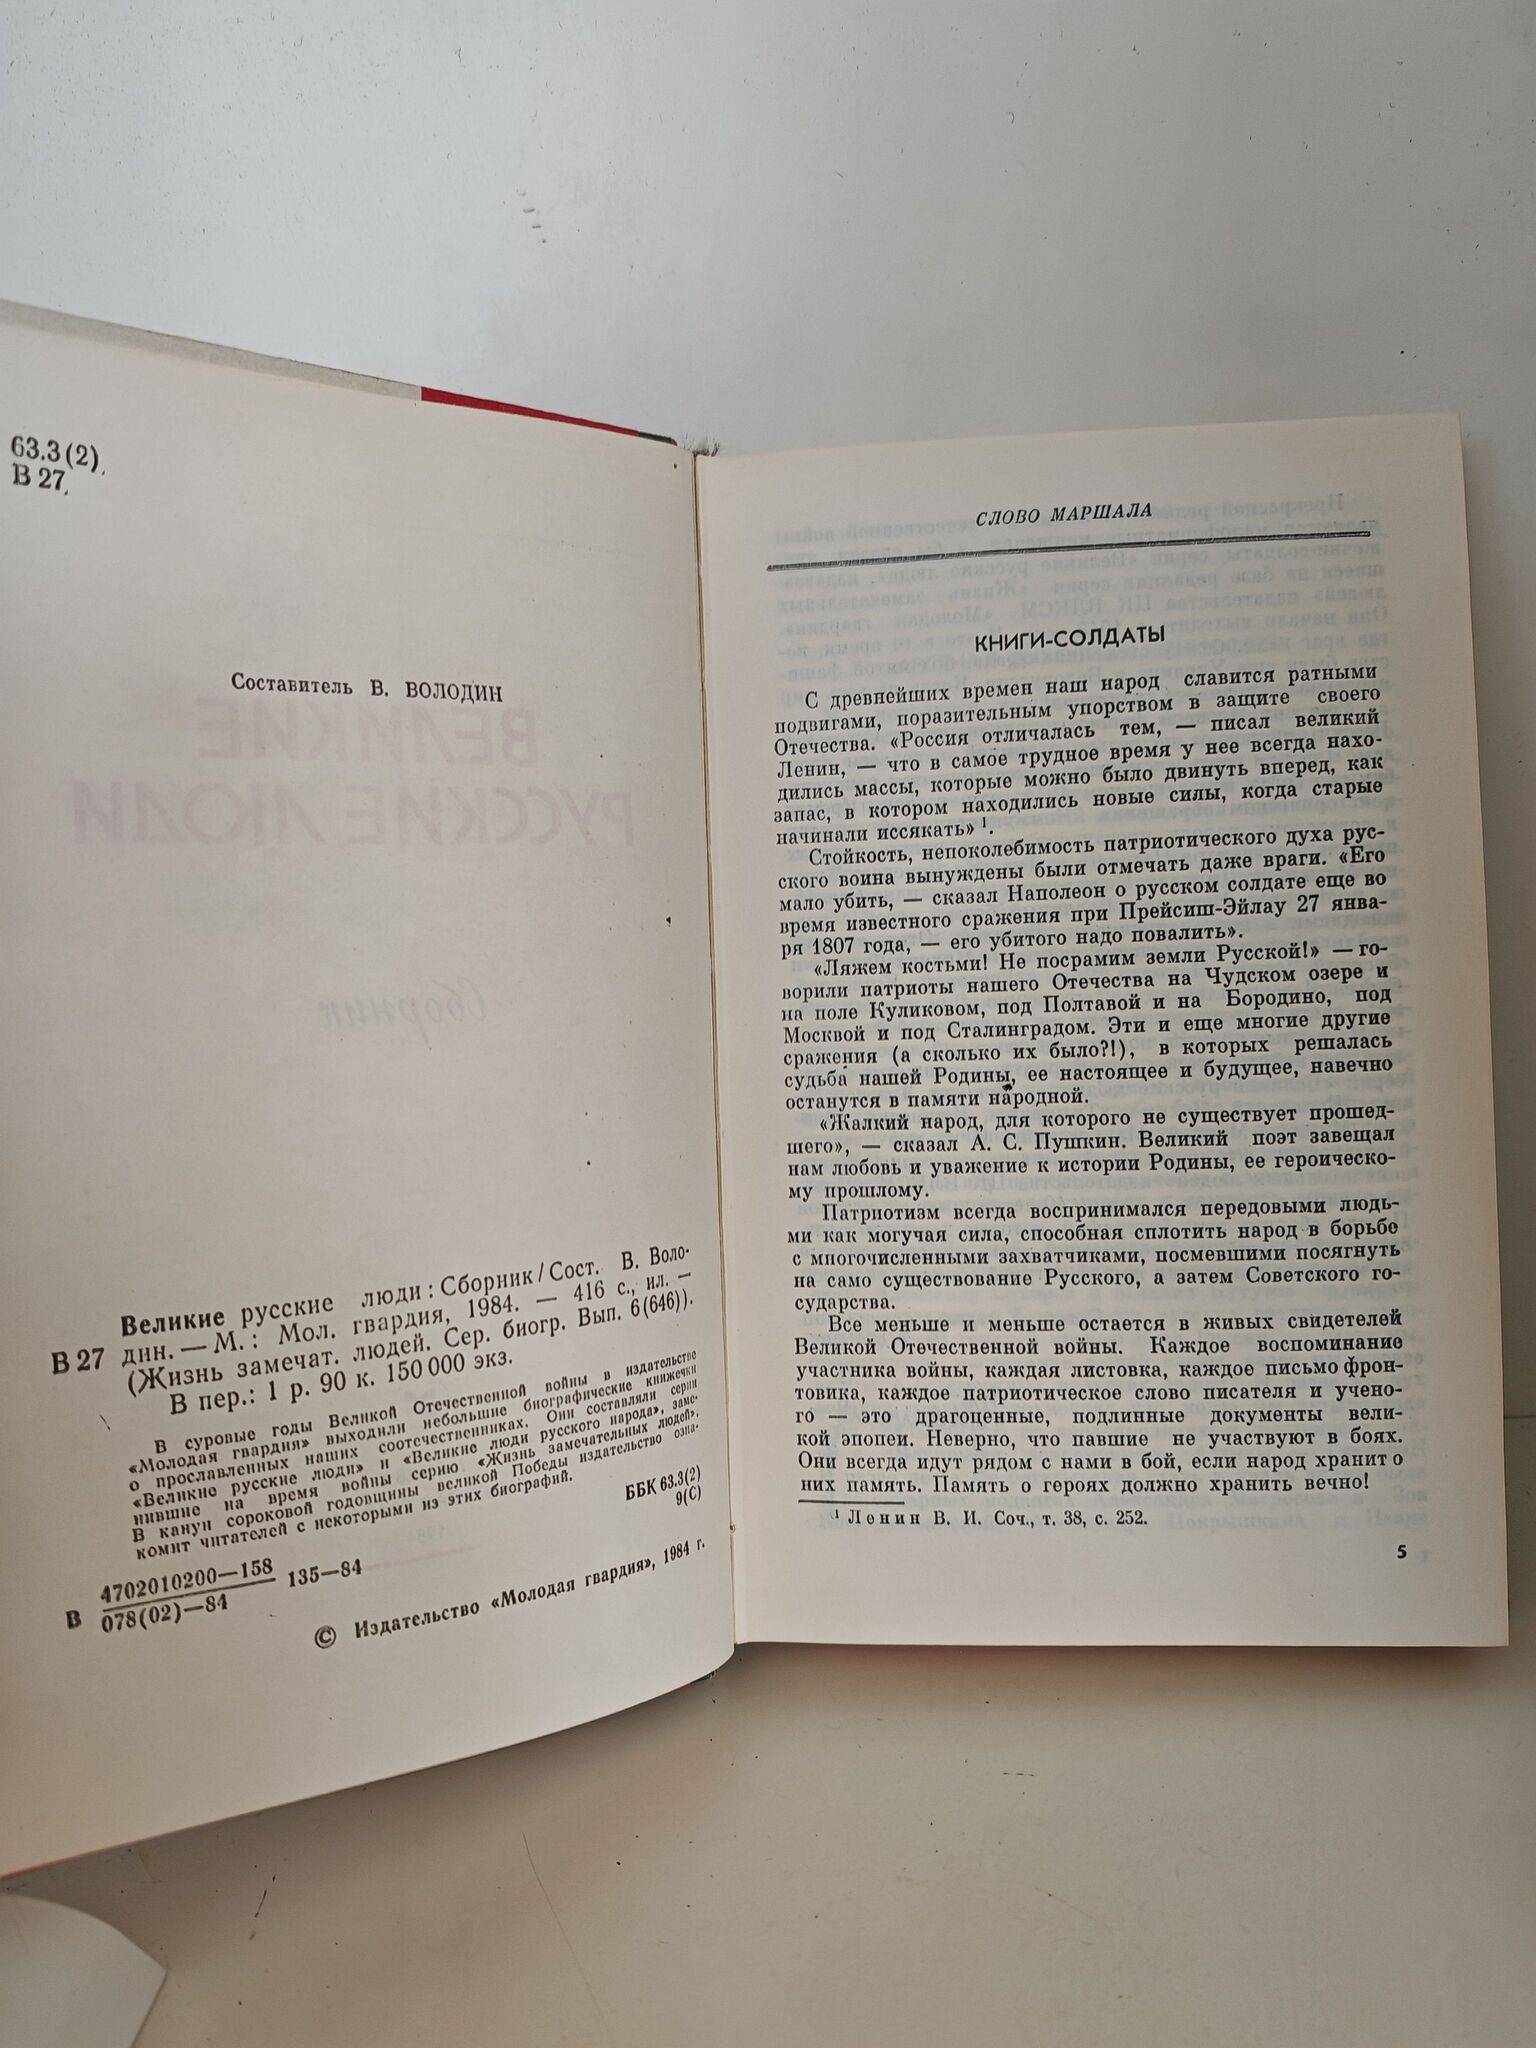 63.3(2)
В 27
Составитель В. ВОЛОДИН
Великие русские люди : Сборник / Сост. В. Воло-
В 27 дин. — М. : Мол. гвардия, 1984. — 416 с., ил. —
(Жизнь замечат. людей. Сер. биогр. Вып. 6(646)).
В пер.: 1 р. 90 к. 150 000 экз.
В суровые годы Великой Отечественной войны в издательстве
«Молодая гвардия» выходили небольшие биографические книжечки
о прославленных наших соотечественниках. Они составляли серии
«Великие русские люди» и «Великие люди русского народа», заме-
нившие на время войны серию «Жизнь замечательных людей».
В канун сороковой годовщины великой Победы издательство озна-
комит читателей с некоторыми из этих биографий.
ББК 63.3(2)
9(С)
В 4702010200—158 135—84
078(02)—84
© Издательство «Молодая гвардия», 1984 г.
СЛОВО МАРШАЛА
КНИГИ-СОЛДАТЫ
С древнейших времен наш народ славится ратными
подвигами, поразительным упорством в защите своего
Отечества. «Россия отличалась тем, — писал великий
Ленин, — что в самое трудное время у нее всегда нахо-
дились массы, которые можно было двинуть вперед, как
запас, в котором находились новые силы, когда старые
начинали иссякать» 1.
Стойкость, непоколебимость патриотического духа рус-
ского воина вынуждены были отмечать даже враги. «Его
мало убить, — сказал Наполеон о русском солдате еще во
время известного сражения при Прейсиш-Эйлау 27 янва-
ря 1807 года, — его убитого надо повалить».
«Ляжем костьми! Не посрамим земли Русской!» — го-
ворили патриоты нашего Отечества на Чудском озере и
на поле Куликовом, под Полтавой и на Бородино, под
Москвой и под Сталинградом. Эти и еще многие другие
сражения (а сколько их было?!), в которых решалась
судьба нашей Родины, ее настоящее и будущее, навечно
останутся в памяти народной.
«Жалкий народ, для которого не существует прошед-
шего», — сказал А. С. Пушкин. Великий поэт завещал
нам любовь и уважение к истории Родины, ее героическо-
му прошлому.
Патриотизм всегда воспринимался передовыми людь-
ми как могучая сила, способная сплотить народ в борьбе
с многочисленными захватчиками, посмевшими посягнуть
на само существование Русского, а затем Советского го-
сударства.
Все меньше и меньше остается в живых свидетелей
Великой Отечественной войны. Каждое воспоминание
участника войны, каждая листовка, каждое письмо фрон-
товика, каждое патриотическое слово писателя и учено-
го — это драгоценные, подлинные документы вели-
кой эпопеи. Неверно, что павшие не участвуют в боях.
Они всегда идут рядом с нами в бой, если народ хранит о
них память. Память о героях должно хранить вечно!
1 Ленин В. И. Соч., т. 38, с. 252.
5